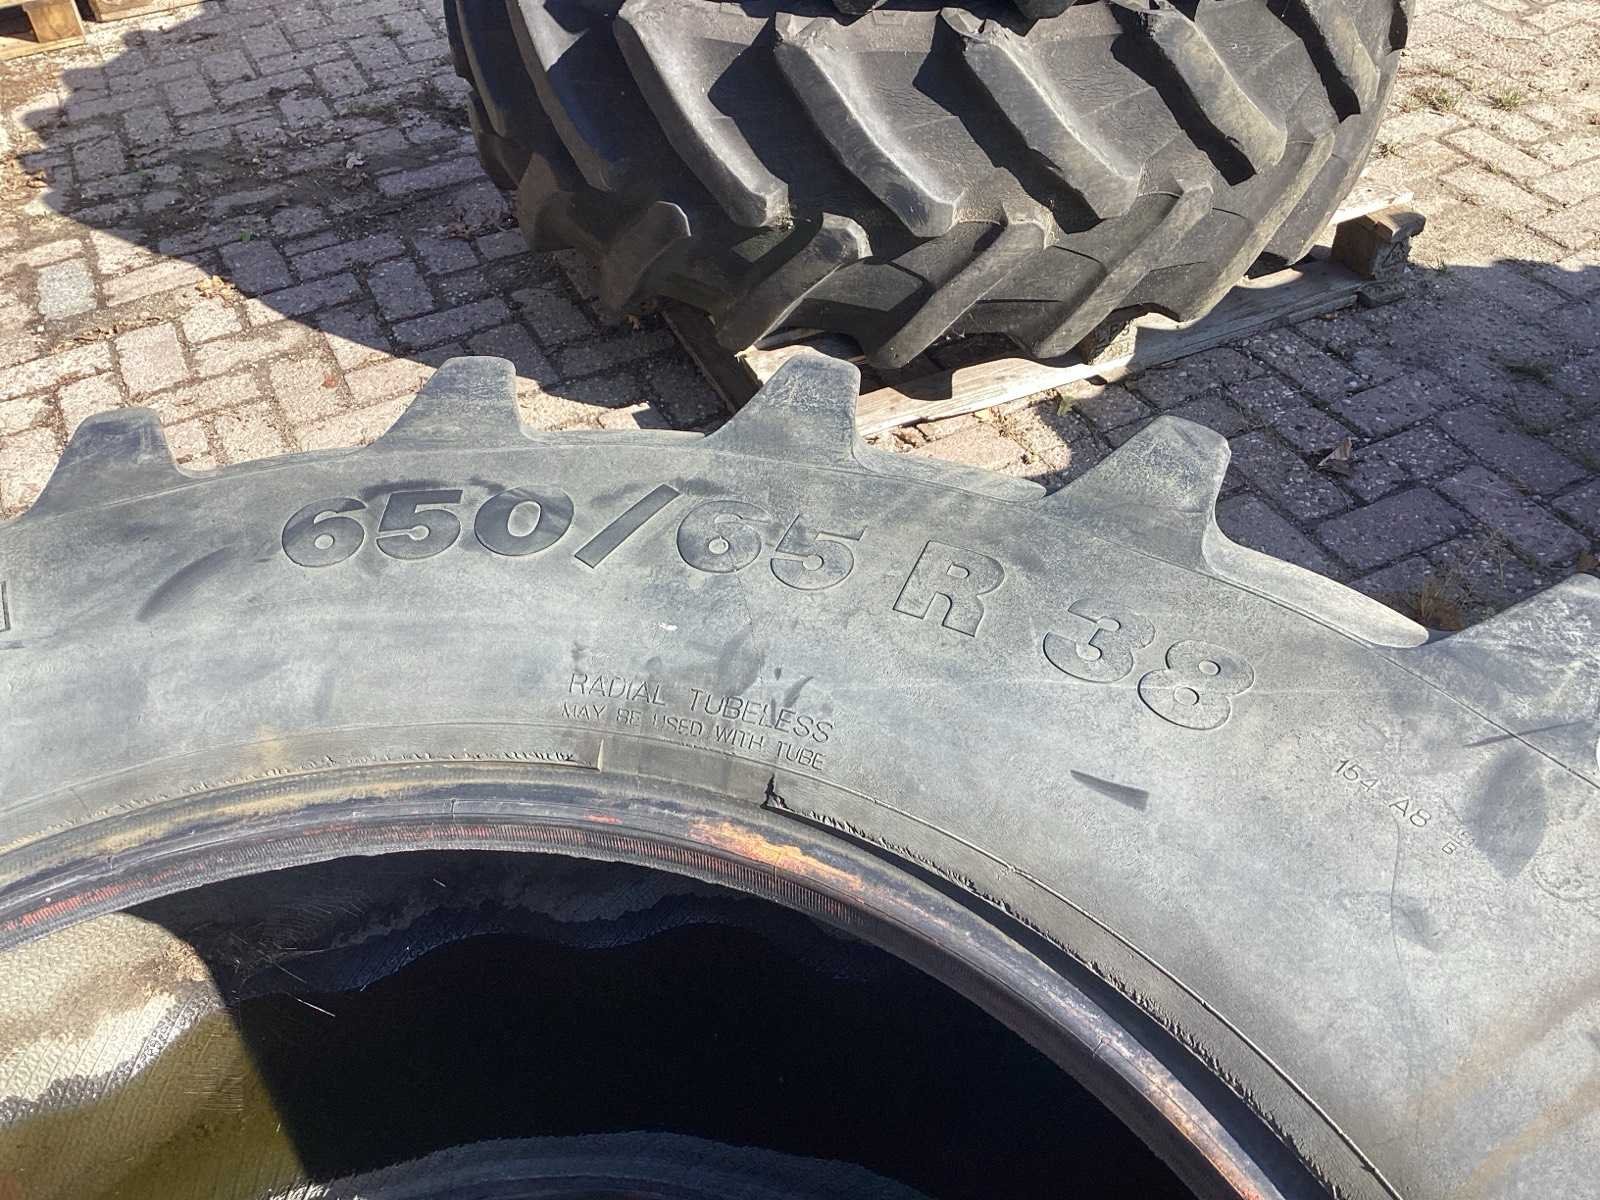 650/65 R 38
RADIAL TUBELESS
MAY BE USED WITH TUBE
154 A8